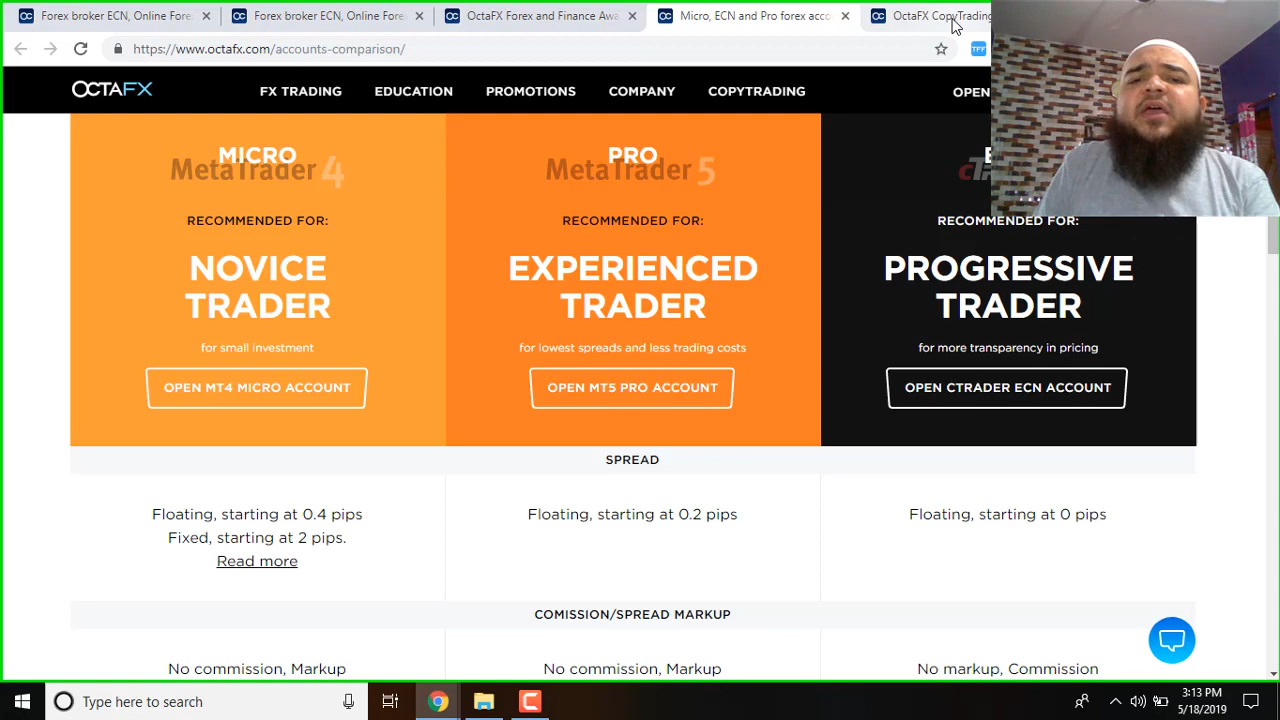 Forex broker ECN, Online Fore
Forex broker ECN, Online Fore
OctaFX Forex and Finance Awa
Micro, ECN and Pro forex acco
OctaFX CopyTrading
https://www.octafx.com/accounts-comparison/
TFF
OCTAFX
FX TRADING
EDUCATION
PROMOTIONS
COMPANY
COPYTRADING
OPEN
MICRO
MetaTrader 4
PRO
MetaTrader 5
RECOMMENDED FOR:
RECOMMENDED FOR:
RECOMMENDED FOR:
NOVICE
TRADER
EXPERIENCED
TRADER
PROGRESSIVE
TRADER
for small investment
for lowest spreads and less trading costs
for more transparency in pricing
OPEN MT4 MICRO ACCOUNT
OPEN MT5 PRO ACCOUNT
OPEN CTRADER ECN ACCOUNT
SPREAD
Floating, starting at 0.4 pips
Fixed, starting at 2 pips.
Read more
Floating, starting at 0.2 pips
Floating, starting at 0 pips
COMISSION/SPREAD MARKUP
No commission, Markup
No commission, Markup
No markup, Commission
Type here to search
3:13 PM
5/18/2019